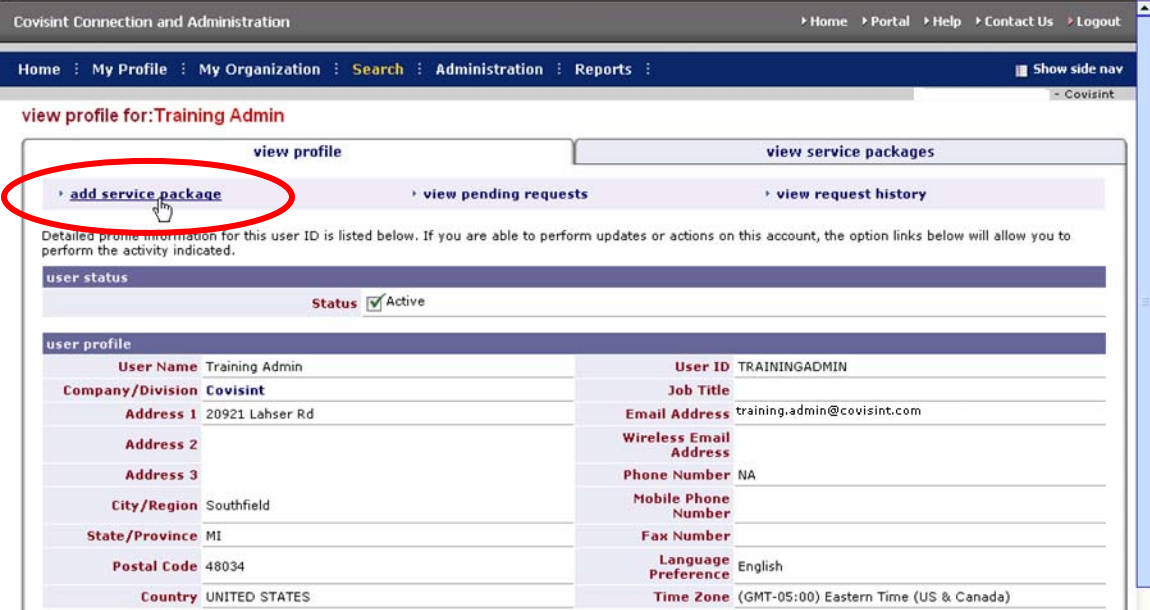 Covisint Connection and Administration
Home Portal Help Contact Us Logout
Home My Profile My Organization Search Administration Reports Show side nav
- Covisint
view profile for:Training Admin
view profile view service packages
add service package view pending requests view request history
Detailed profile information for this user ID is listed below. If you are able to perform updates or actions on this account, the option links below will allow you to
perform the activity indicated.
user status
Status Active
user profile
User Name Training Admin User ID TRAININGADMIN
Company/Division Covisint Job Title
Address 1 20921 Lahser Rd Email Address training.admin@covisint.com
Address 2 Wireless Email
Address
Address 3 Phone Number NA
City/Region Southfield Mobile Phone
Number
State/Province MI Fax Number
Postal Code 48034 Language
Preference English
Country UNITED STATES Time Zone (GMT-05:00) Eastern Time (US & Canada)